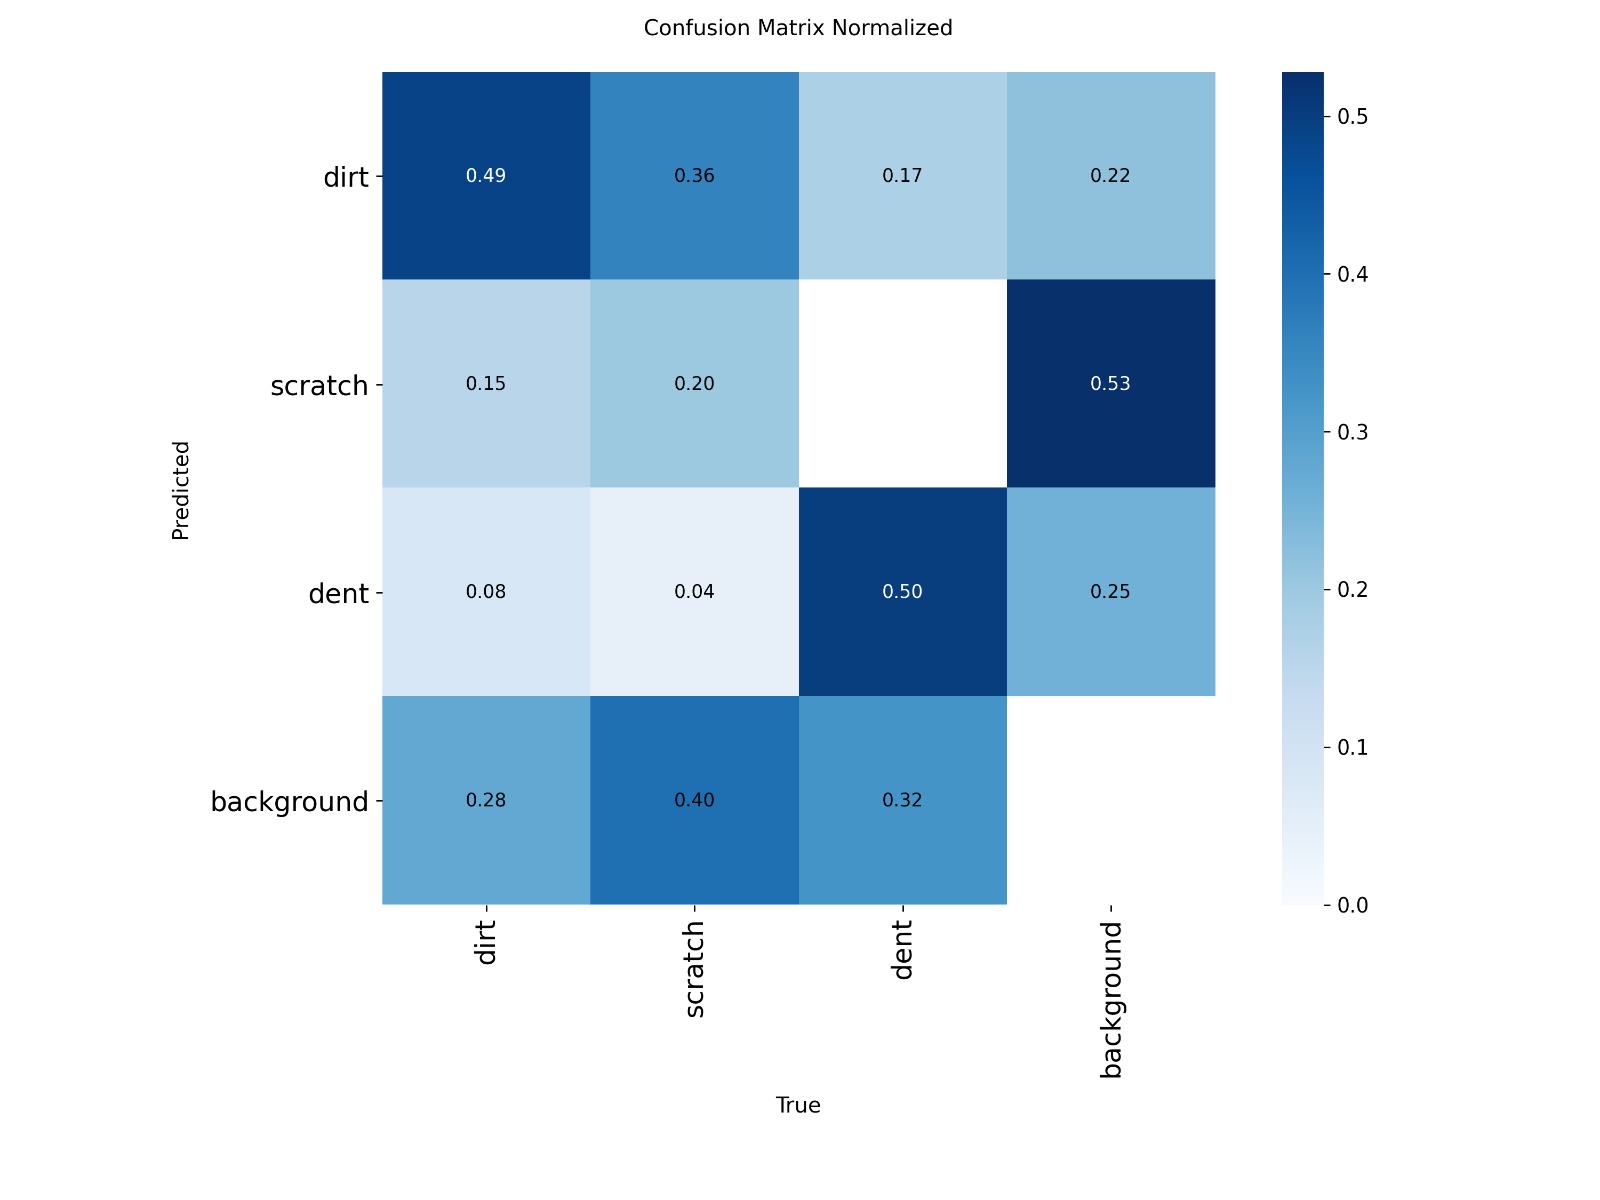 Confusion Matrix Normalized
dirt 0.49 0.36 0.17 0.22
scratch 0.15 0.20 0.53
dent 0.08 0.04 0.50 0.25
background 0.28 0.40 0.32
Predicted
dirt scratch dent background
True
0.5
0.4
0.3
0.2
0.1
0.0